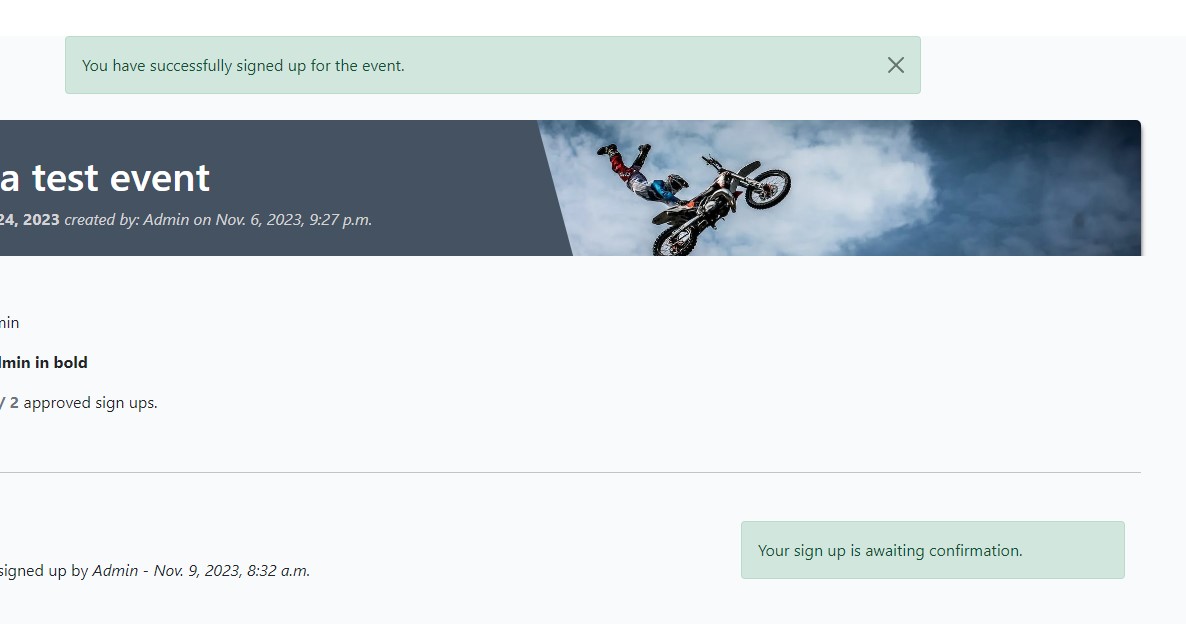 You have successfully signed up for the event.
a test event
24, 2023 created by: Admin on Nov. 6, 2023, 9:27 p.m.
min
dmin in bold
/ 2 approved sign ups.
Your sign up is awaiting confirmation.
signed up by Admin - Nov. 9, 2023, 8:32 a.m.